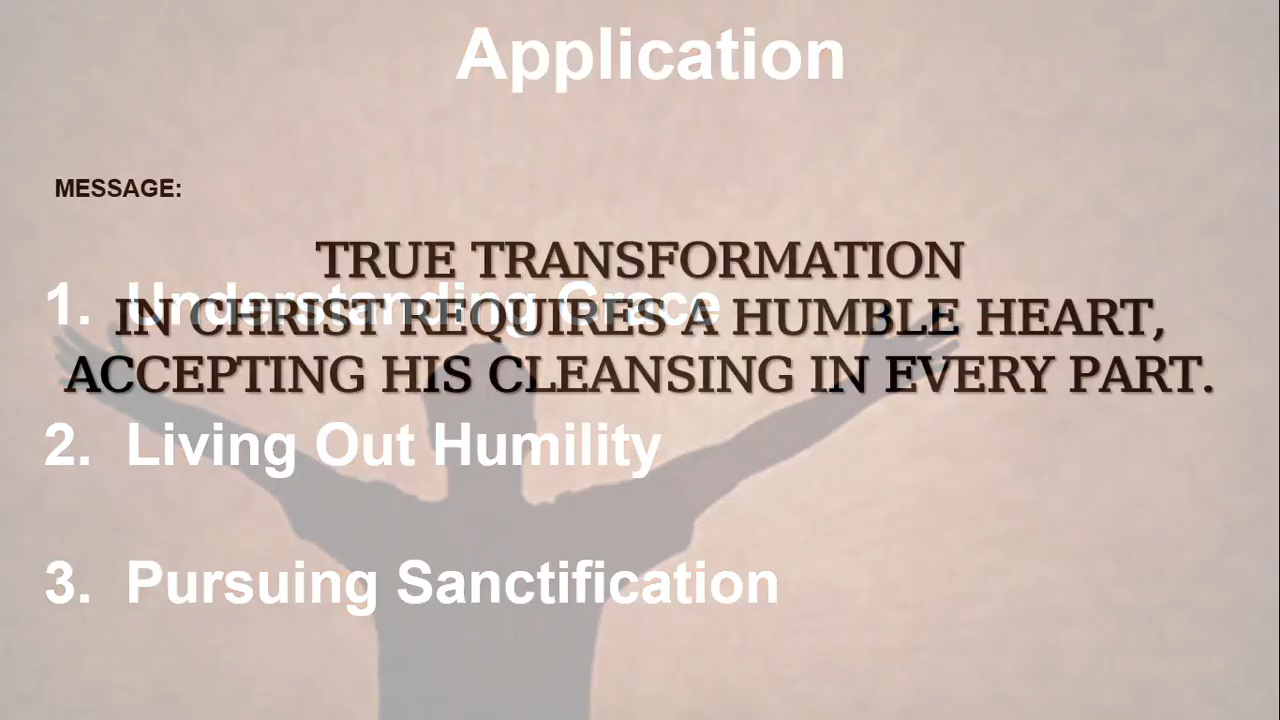 Application
MESSAGE:
TRUE TRANSFORMATION
1. Understanding Grace
IN CHRIST REQUIRES A HUMBLE HEART,
ACCEPTING HIS CLEANSING IN EVERY PART.
2. Living Out Humility
3. Pursuing Sanctification